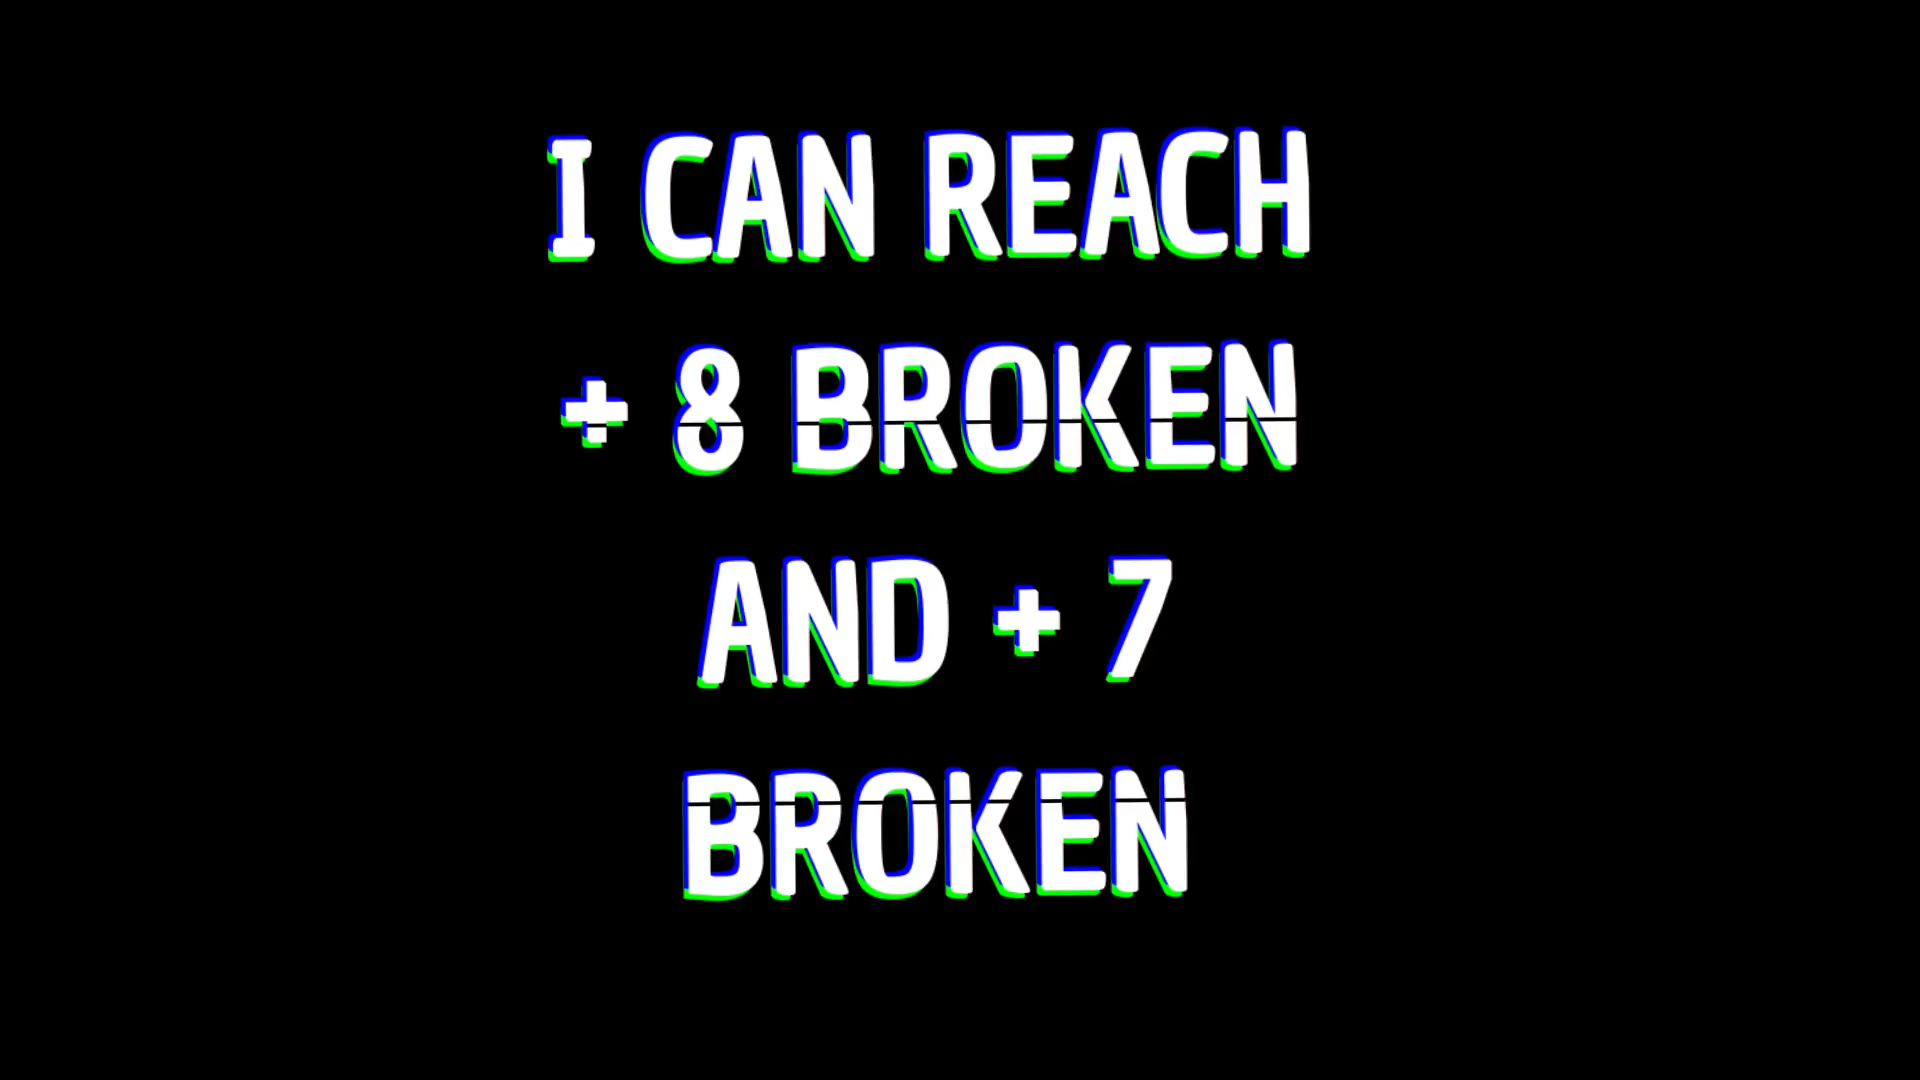 I CAN REACH
+ 8 BROKEN
AND + 7
BROKEN